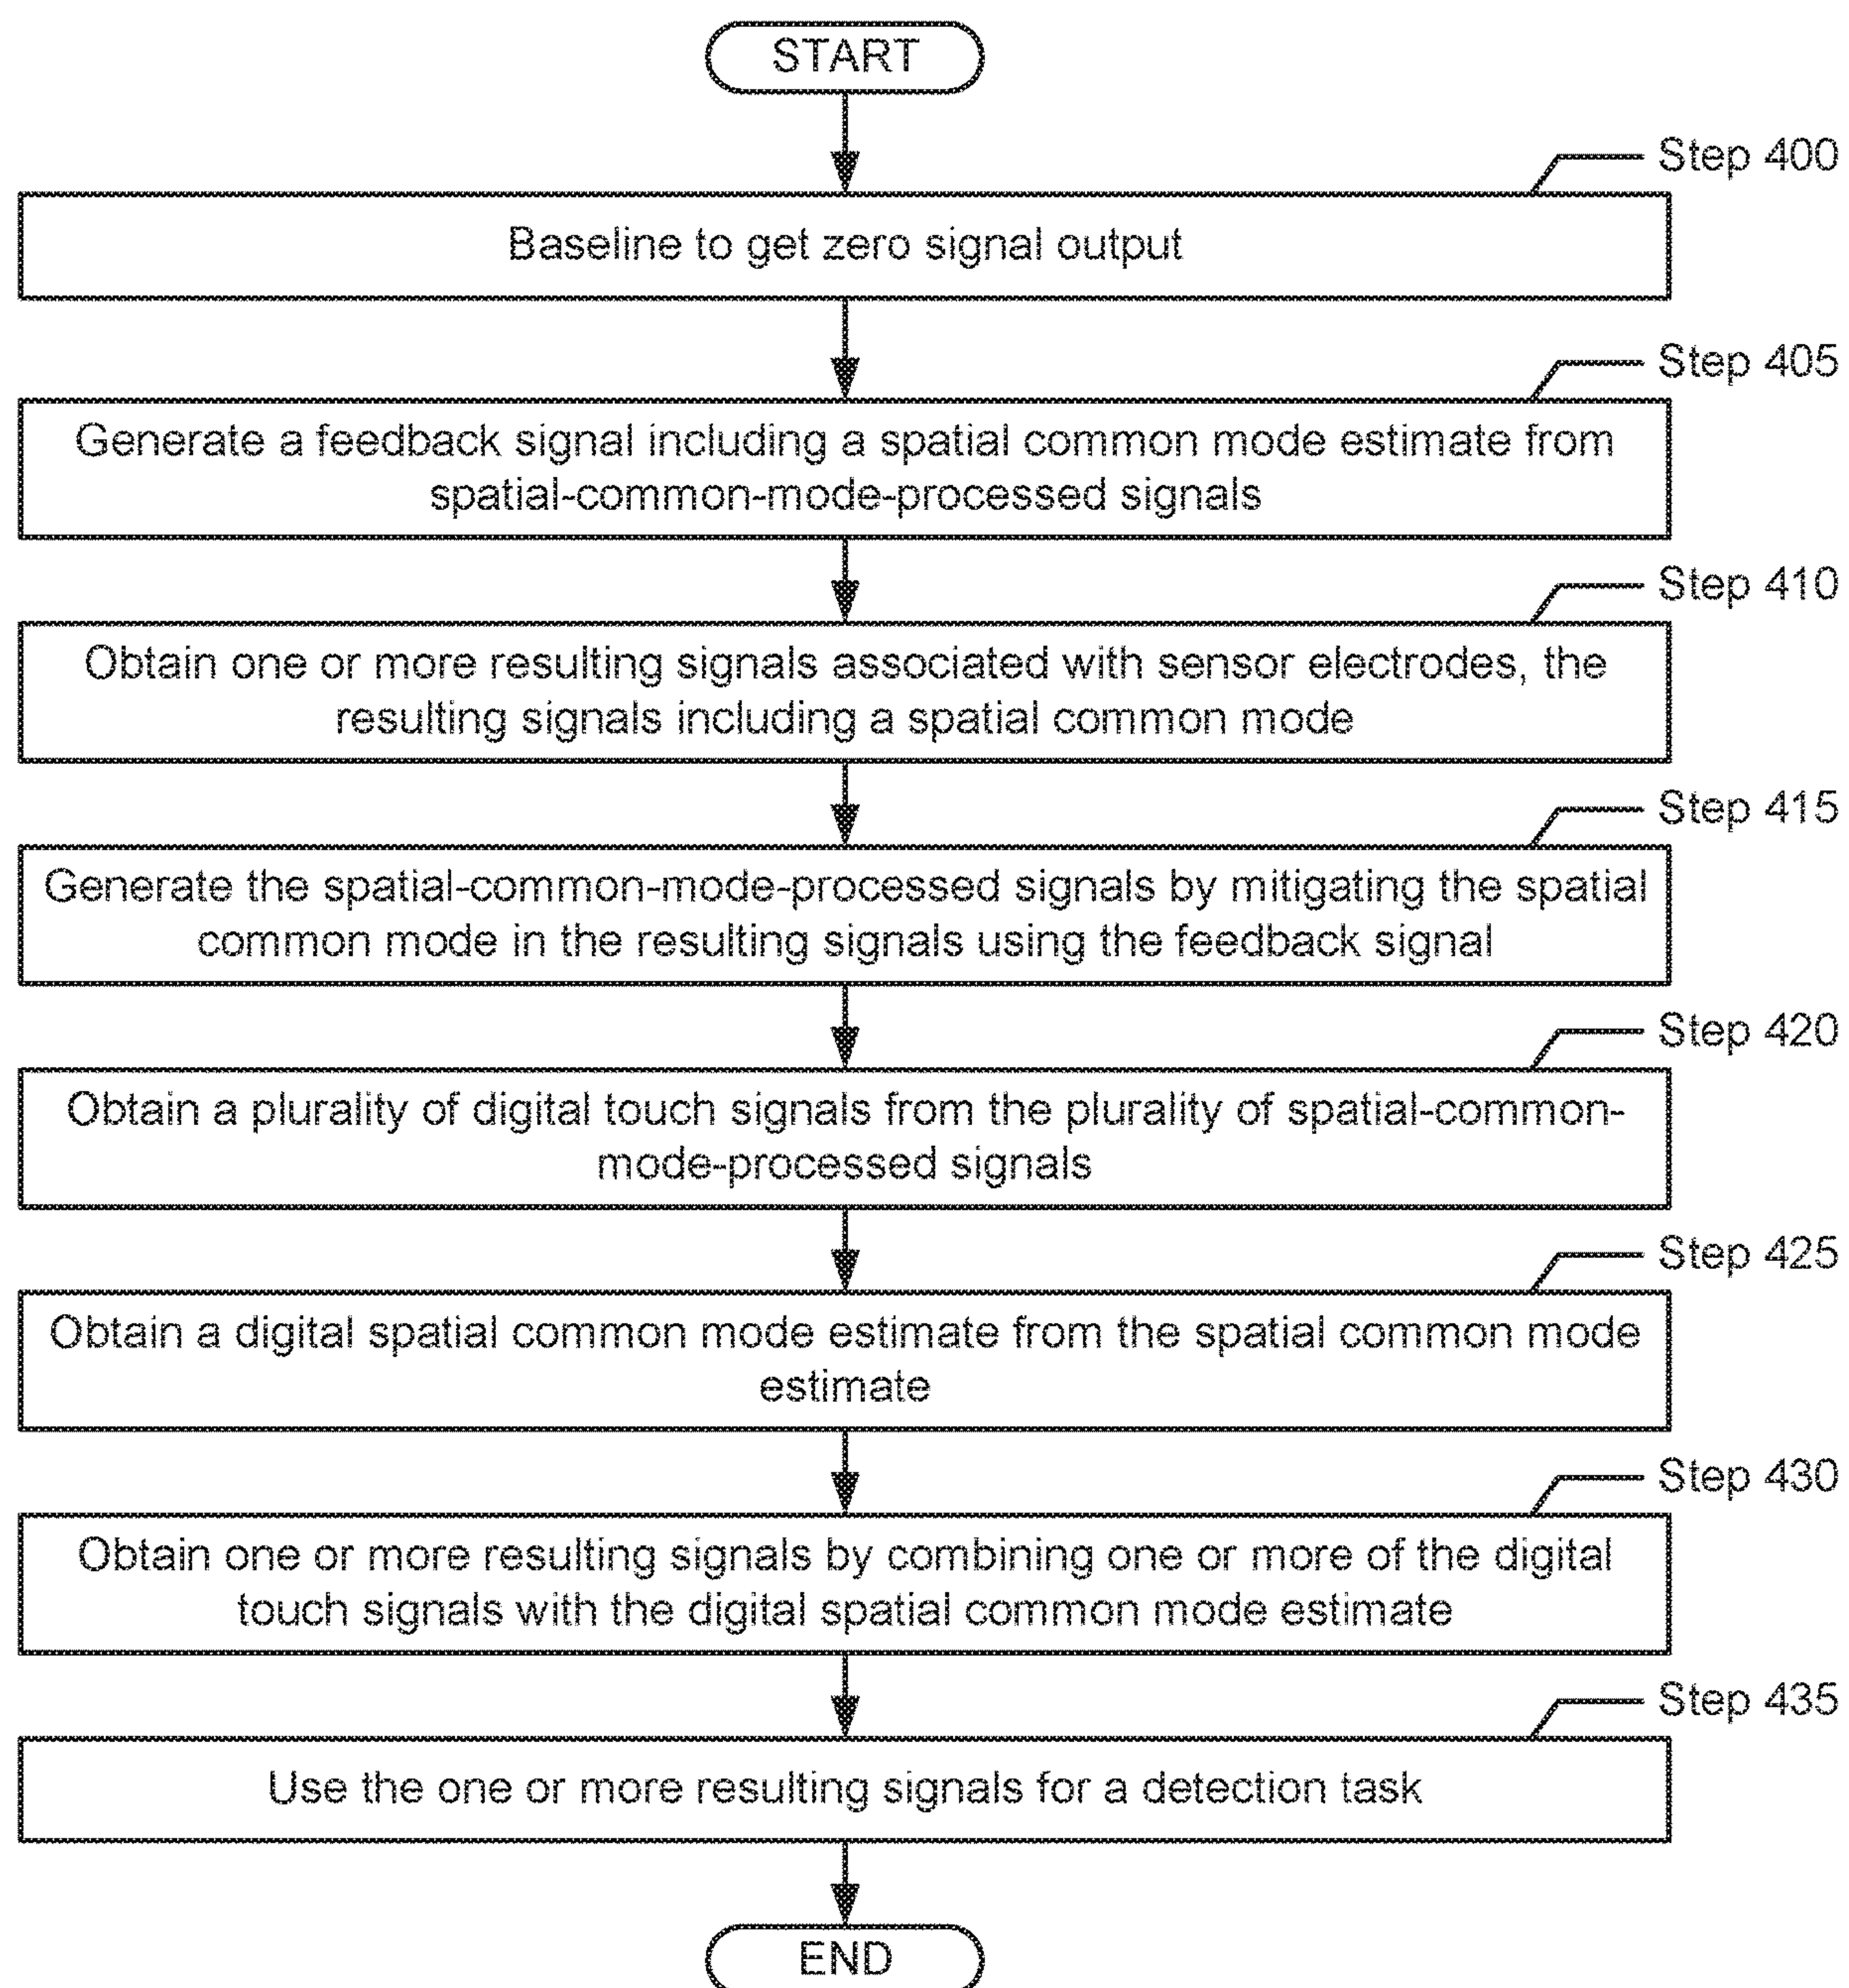 START
Step 400
Baseline to get zero signal output
Step 405
Generate a feedback signal including a spatial common mode estimate from
spatial-common-mode-processed signals
Step 410
Obtain one or more resulting signals associated with sensor electrodes, the
resulting signals including a spatial common mode
Step 415
Generate the spatial-common-mode-processed signals by mitigating the spatial
common mode in the resulting signals using the feedback signal
Step 420
Obtain a plurality of digital touch signals from the plurality of spatial-common-
mode-processed signals
Step 425
Obtain a digital spatial common mode estimate from the spatial common mode
estimate
Step 430
Obtain one or more resulting signals by combining one or more of the digital
touch signals with the digital spatial common mode estimate
Step 435
Use the one or more resulting signals for a detection task
END